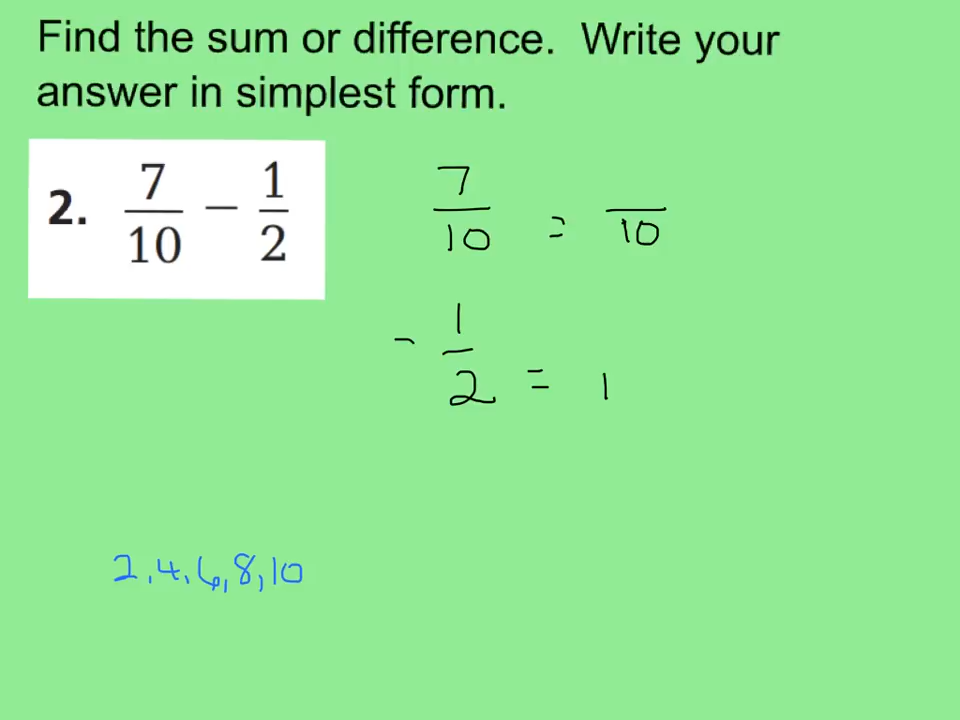 Find the sum or difference. Write your
answer in simplest form.
2. 7/10 − 1/2
7/10 = /10
- 1/2 = 1
2, 4, 6, 8, 10